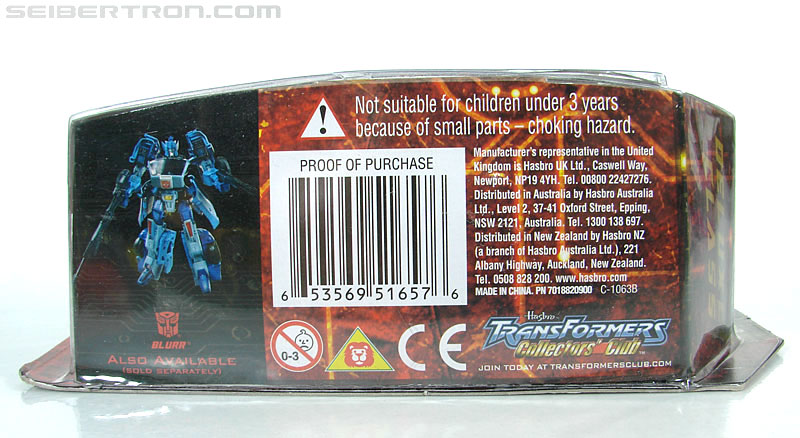 SEIBERTRON.COM
Not suitable for children under 3 years
because of small parts – choking hazard.
PROOF OF PURCHASE
6 53569 51657 6
Manufacturer's representative in the United
Kingdom is Hasbro UK Ltd., Caswell Way,
Newport, NP19 4YH. Tel. 00800 22427276.
Distributed in Australia by Hasbro Australia
Ltd., Level 2, 37-41 Oxford Street, Epping,
NSW 2121, Australia. Tel. 1300 138 697.
Distributed in New Zealand by Hasbro NZ
(a branch of Hasbro Australia Ltd.), 221
Albany Highway, Auckland, New Zealand.
Tel. 0508 828 200. www.hasbro.com
MADE IN CHINA. PN 7018820900 C-1063B
BLURR
ALSO AVAILABLE
(SOLD SEPARATELY)
0-3
CE
Hasbro
TRANSFORMERS
Collectors' Club™
JOIN TODAY AT TRANSFORMERSCLUB.COM